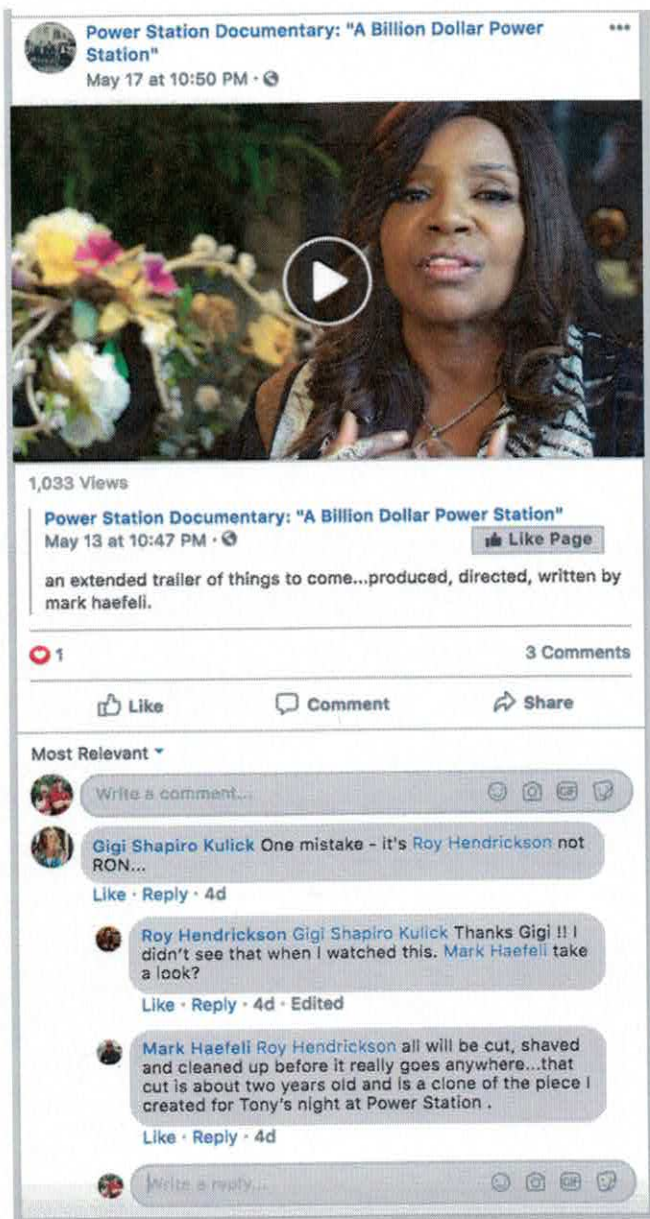 Power Station Documentary: "A Billion Dollar Power
Station"
May 17 at 10:50 PM ·
1,033 Views
Power Station Documentary: "A Billion Dollar Power Station"
May 13 at 10:47 PM ·
Like Page
an extended trailer of things to come...produced, directed, written by
mark haefeli.
1
3 Comments
Like
Comment
Share
Most Relevant
Write a comment...
GIF
Gigi Shapiro Kulick One mistake - it's Roy Hendrickson not
RON...
Like · Reply · 4d
Roy Hendrickson Gigi Shapiro Kulick Thanks Gigi !! I
didn't see that when I watched this. Mark Haefeli take
a look?
Like · Reply · 4d · Edited
Mark Haefeli Roy Hendrickson all will be cut, shaved
and cleaned up before it really goes anywhere...that
cut is about two years old and is a clone of the piece I
created for Tony's night at Power Station .
Like · Reply · 4d
Write a reply...
GIF